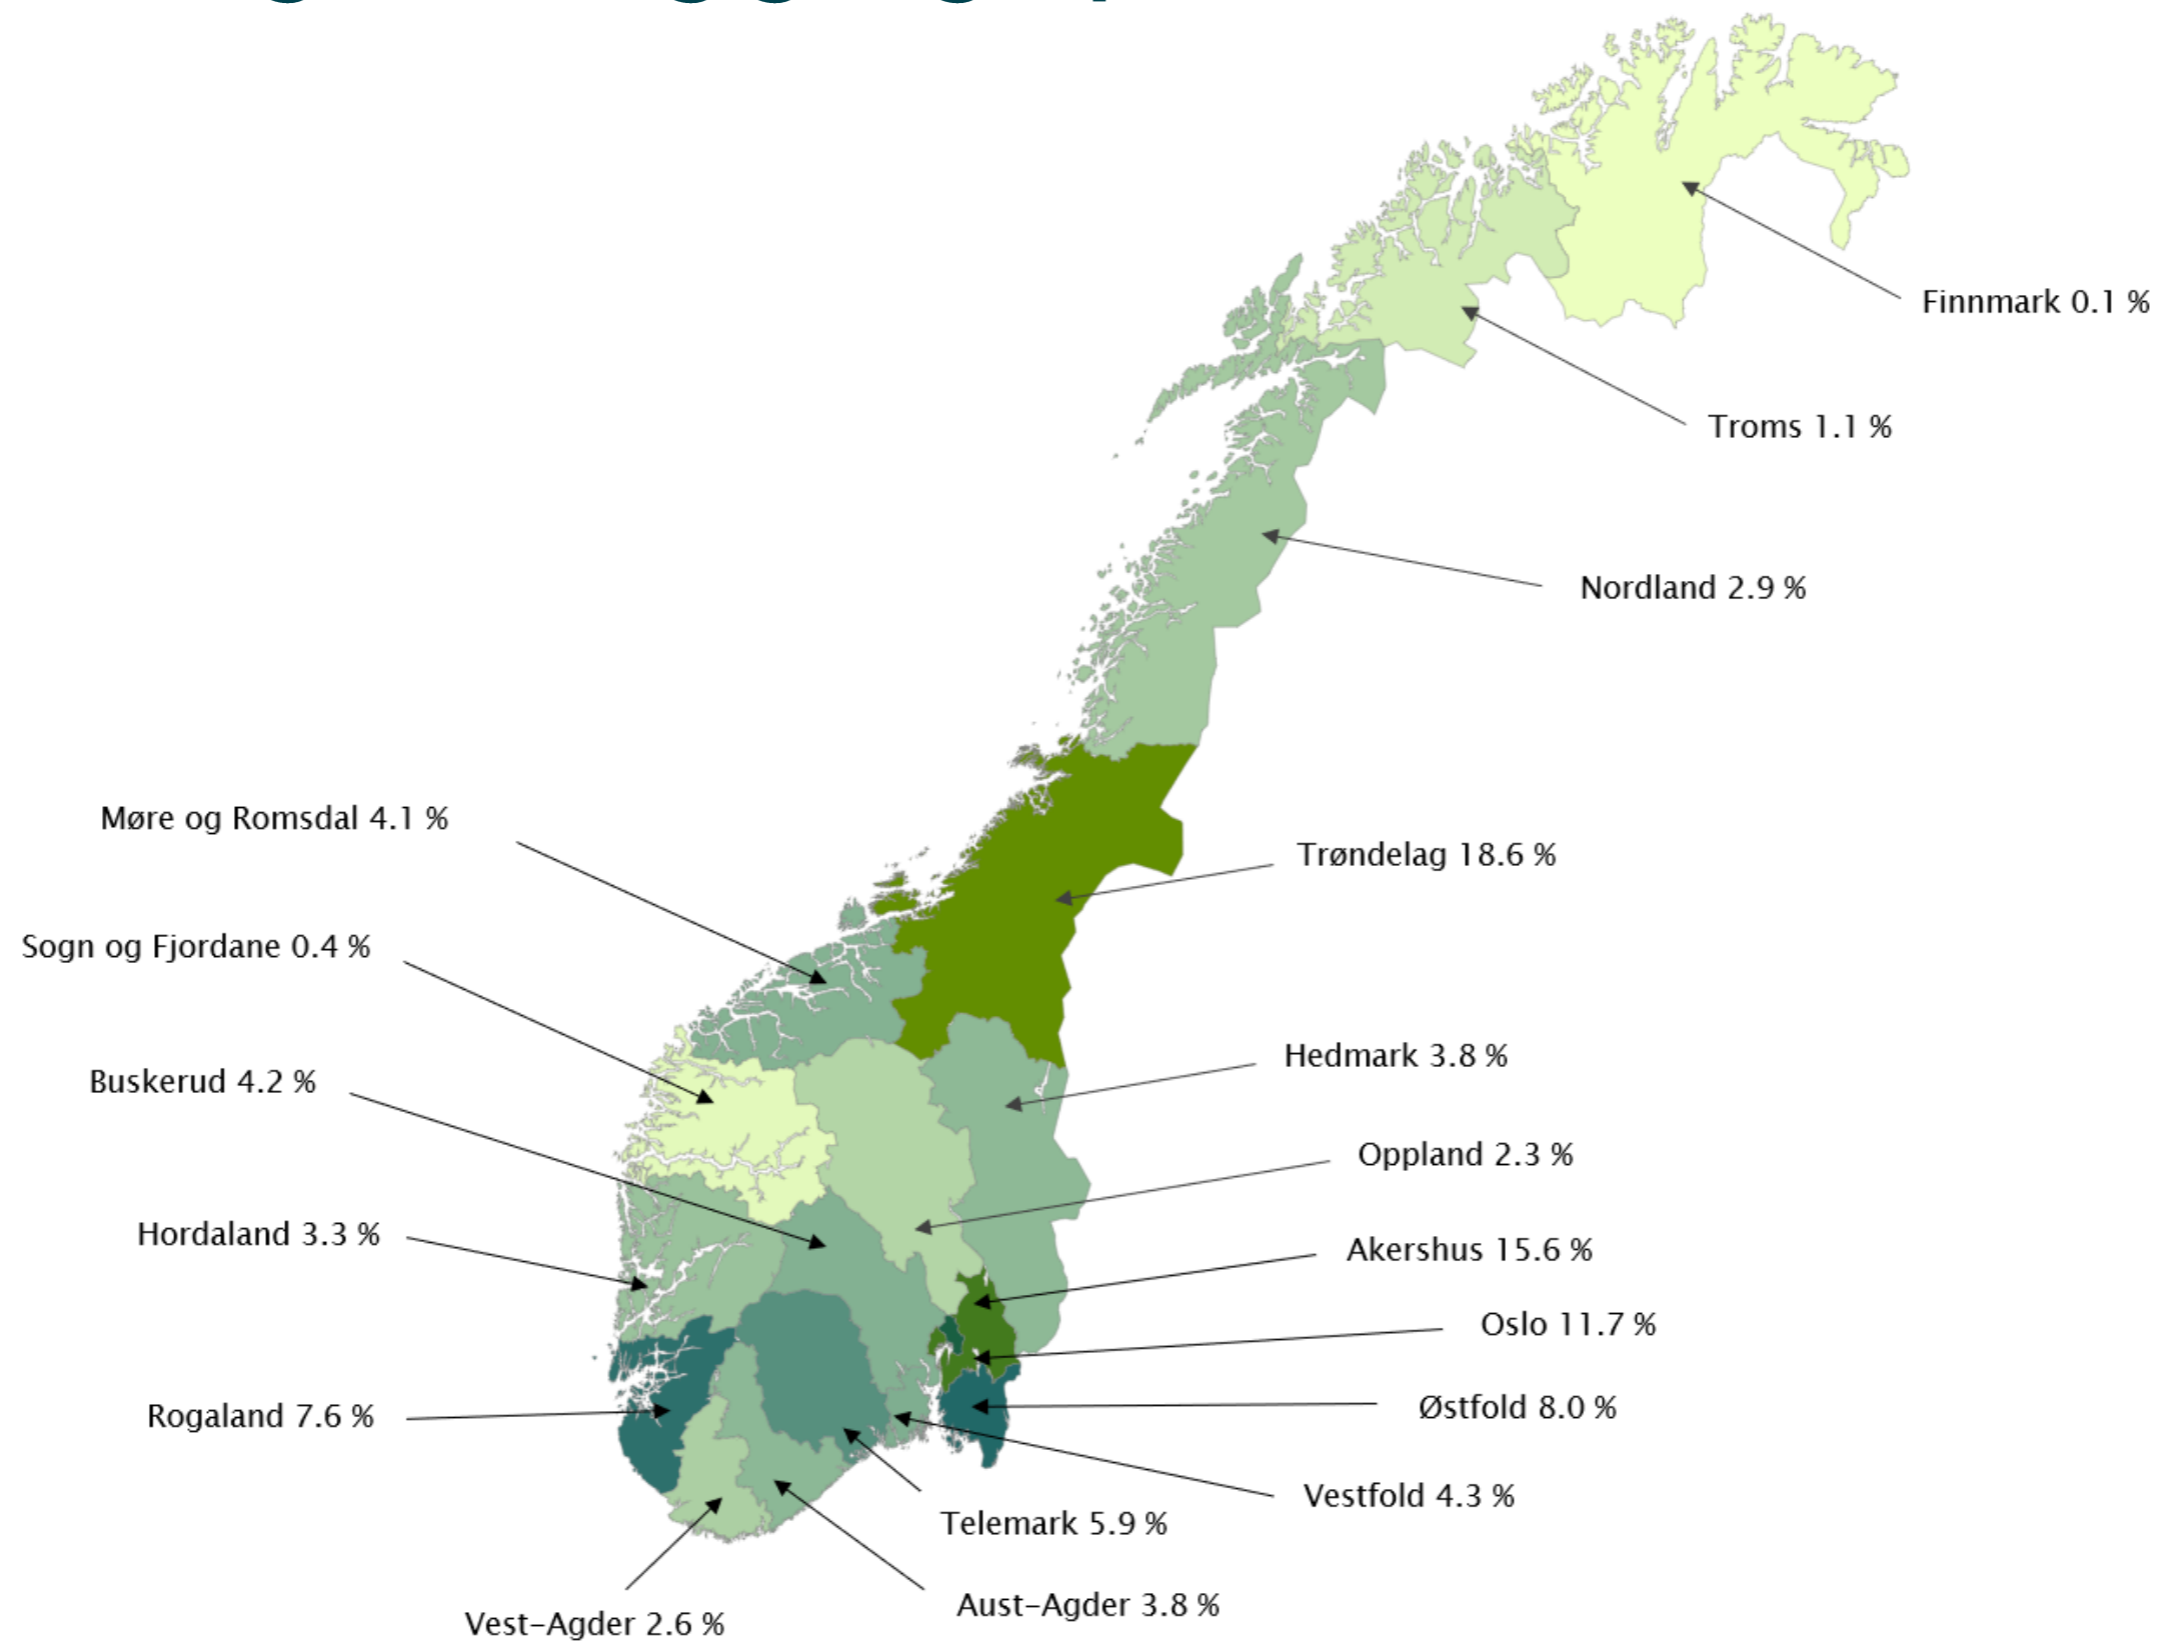 Finnmark 0.1 %
Troms 1.1 %
Nordland 2.9 %
Møre og Romsdal 4.1 %
Trøndelag 18.6 %
Sogn og Fjordane 0.4 %
Hedmark 3.8 %
Buskerud 4.2 %
Oppland 2.3 %
Hordaland 3.3 %
Akershus 15.6 %
Oslo 11.7 %
Rogaland 7.6 %
Østfold 8.0 %
Vestfold 4.3 %
Telemark 5.9 %
Aust-Agder 3.8 %
Vest-Agder 2.6 %